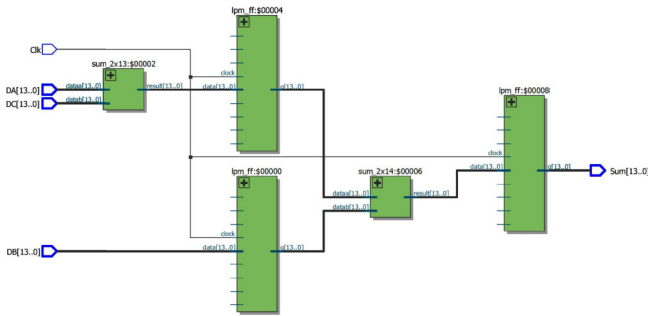 lpm_ff:$00004
Clk
sum_2x13:$00002
clock
DA[13..0]
dataa[13..0]
result[13..0]
data[13..0]
q[13..0]
DC[13..0]
datab[13..0]
lpm_ff:$00008
clock
lpm_ff:$00000
sum_2x14:$00006
data[13..0]
q[13..0]
Sum[13..0]
dataa[13..0]
result[13..0]
datab[13..0]
clock
DB[13..0]
data[13..0]
q[13..0]